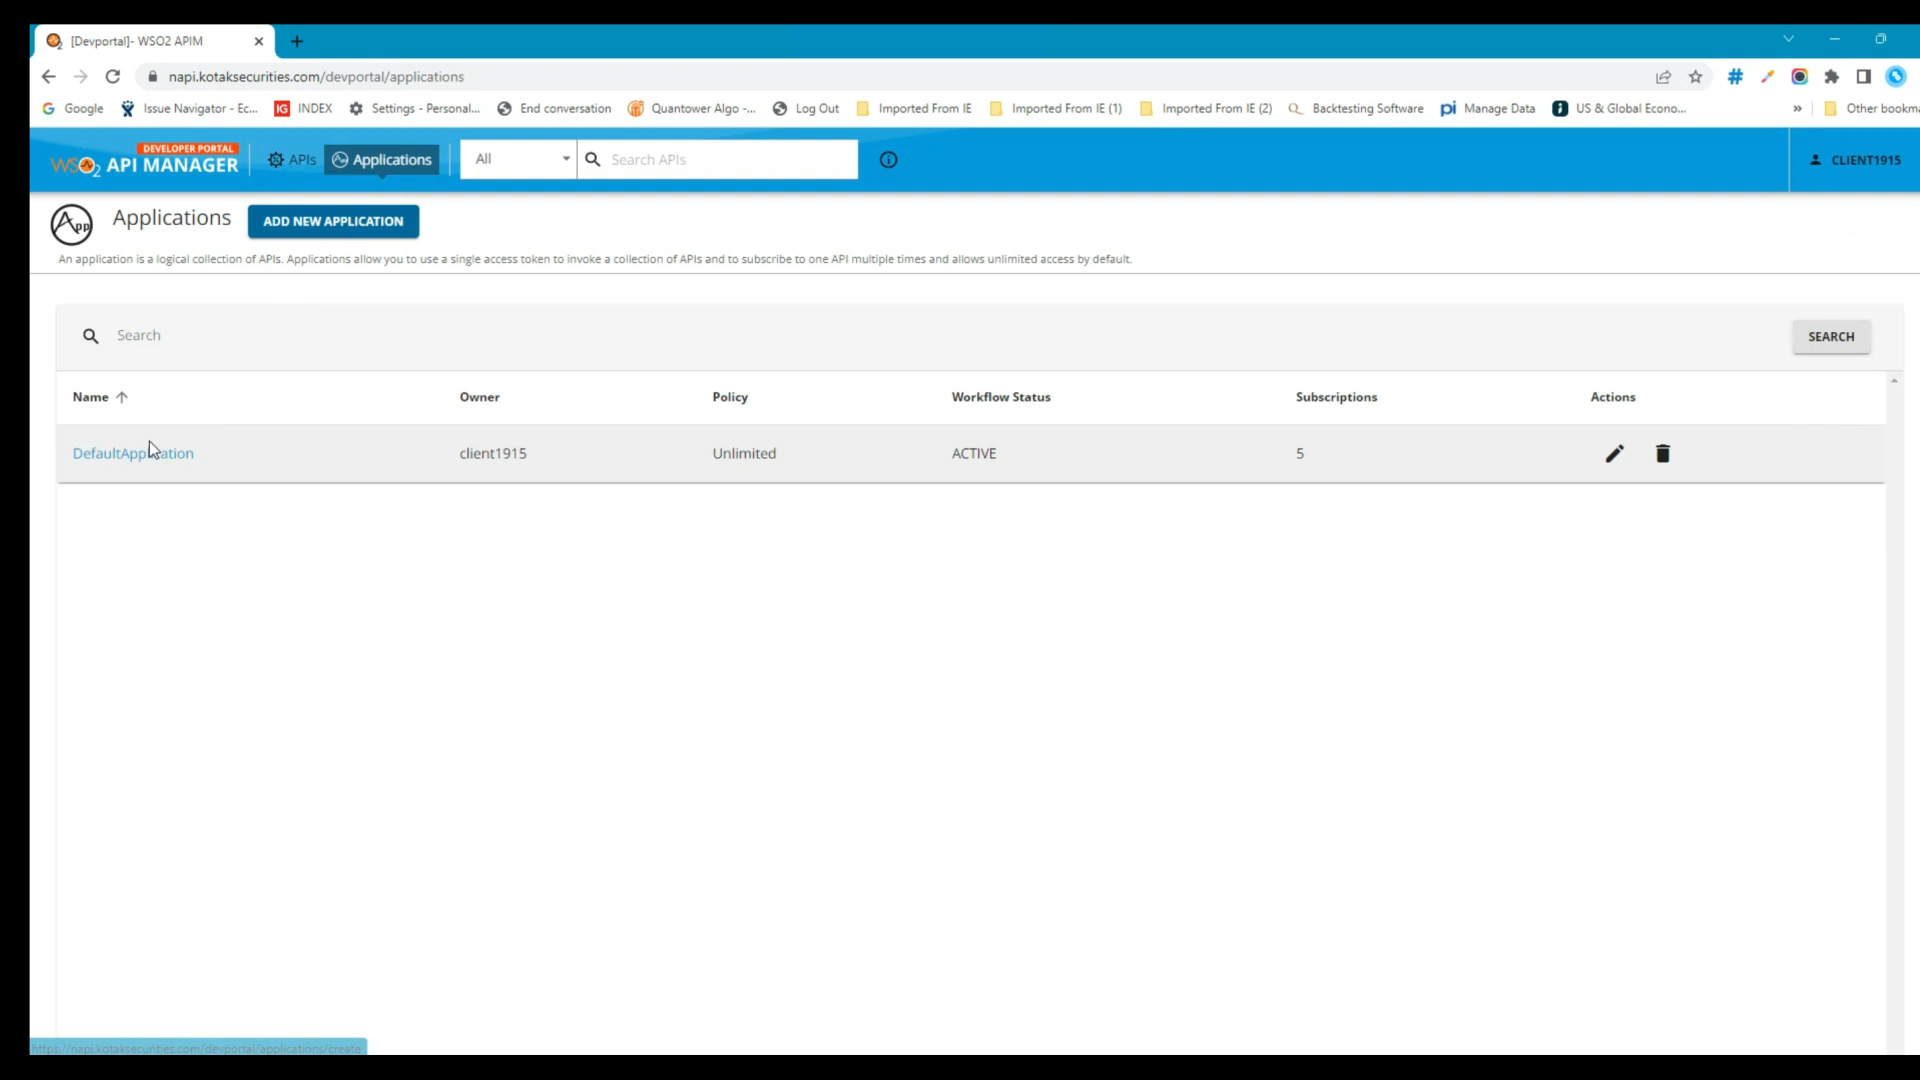 [Devportal]- WSO2 APIM
napi.kotaksecurities.com/devportal/applications
Google Issue Navigator - Ec... INDEX Settings - Personal... End conversation Quantower Algo -... Log Out Imported From IE Imported From IE (1) Imported From IE (2) Backtesting Software Manage Data US & Global Econo... » Other bookma
DEVELOPER PORTAL
WSO2 API MANAGER APIs Applications All Search APIs CLIENT1915
App Applications ADD NEW APPLICATION
An application is a logical collection of APIs. Applications allow you to use a single access token to invoke a collection of APIs and to subscribe to one API multiple times and allows unlimited access by default.
Search SEARCH
Name Owner Policy Workflow Status Subscriptions Actions
DefaultApplication client1915 Unlimited ACTIVE 5
https://napi.kotaksecurities.com/devportal/applications/create